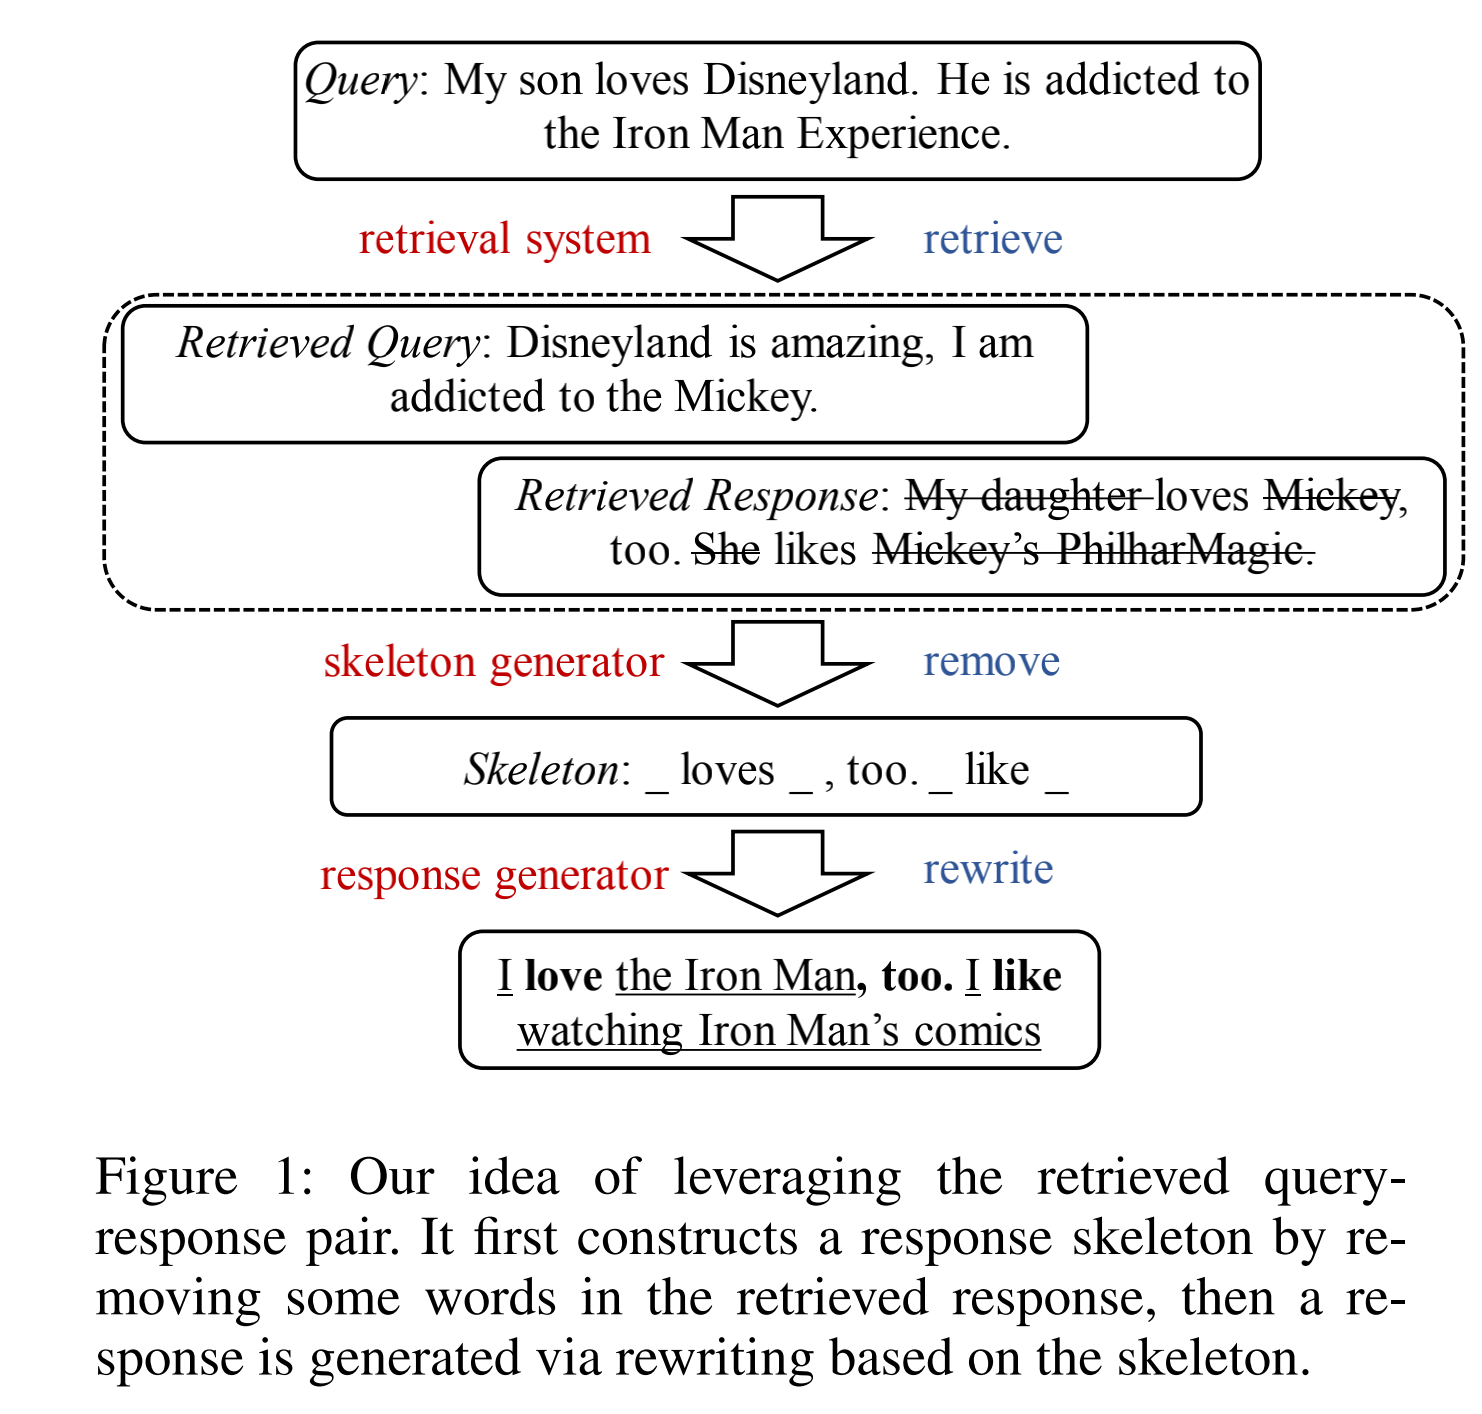 Query: My son loves Disneyland. He is addicted to
the Iron Man Experience.
retrieval system
retrieve
Retrieved Query: Disneyland is amazing, I am
addicted to the Mickey.
Retrieved Response: My daughter loves Mickey,
too. She likes Mickey’s PhilharMagic.
skeleton generator
remove
Skeleton: _ loves _ , too. _ like _
response generator
rewrite
I love the Iron Man, too. I like
watching Iron Man’s comics
Figure 1: Our idea of leveraging the retrieved query-
response pair. It first constructs a response skeleton by re-
moving some words in the retrieved response, then a re-
sponse is generated via rewriting based on the skeleton.